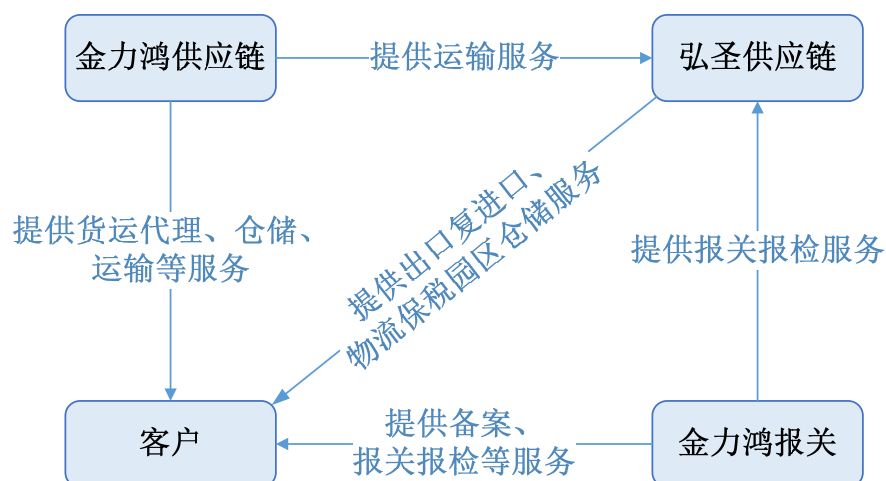 金力鸿供应链
提供运输服务
弘圣供应链
提供货运代理、仓储、
运输等服务
提供出口复进口、
物流保税园区仓储服务
提供报关报检服务
客户
提供备案、
报关报检等服务
金力鸿报关